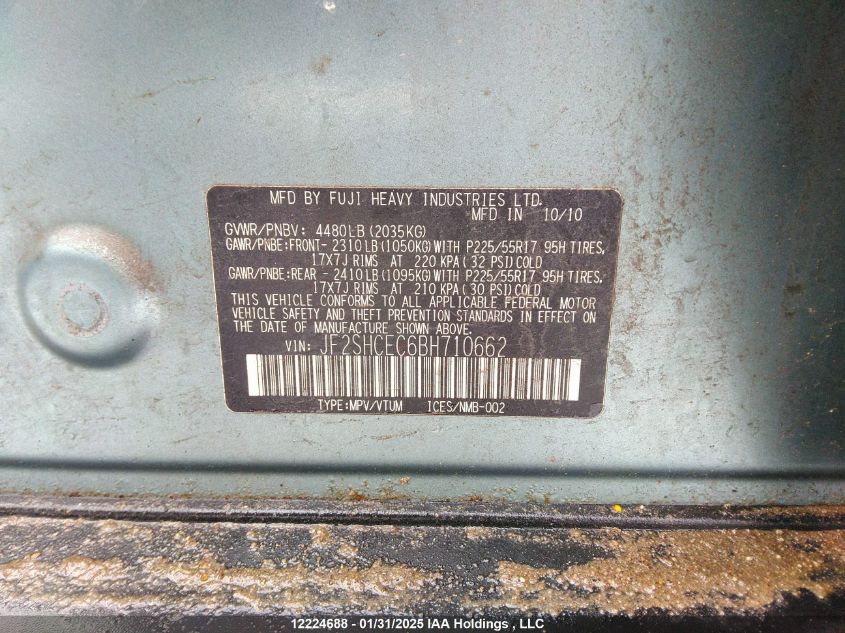 MFD BY FUJI HEAVY INDUSTRIES LTD.
MFD IN 10/10
GVWR/PNBV: 4480LB(2035KG)
GAWR/PNBE:FRONT- 2310LB(1050KG)WITH P225/55R17 95H TIRES,
17X7J RIMS AT 220 KPA(32 PSI)COLD
GAWR/PNBE:REAR - 2410LB(1095KG)WITH P225/55R17 95H TIRES,
17X7J RIMS AT 210 KPA(30 PSI)COLD
THIS VEHICLE CONFORMS TO ALL APPLICABLE FEDERAL MOTOR
VEHICLE SAFETY AND THEFT PREVENTION STANDARDS IN EFFECT ON
THE DATE OF MANUFACTURE SHOWN ABOVE.
VIN: JF2SHCEC6BH710662
TYPE:MPV/VTUM ICES/NMB-002
12224688 - 01/31/2025 IAA Holdings , LLC